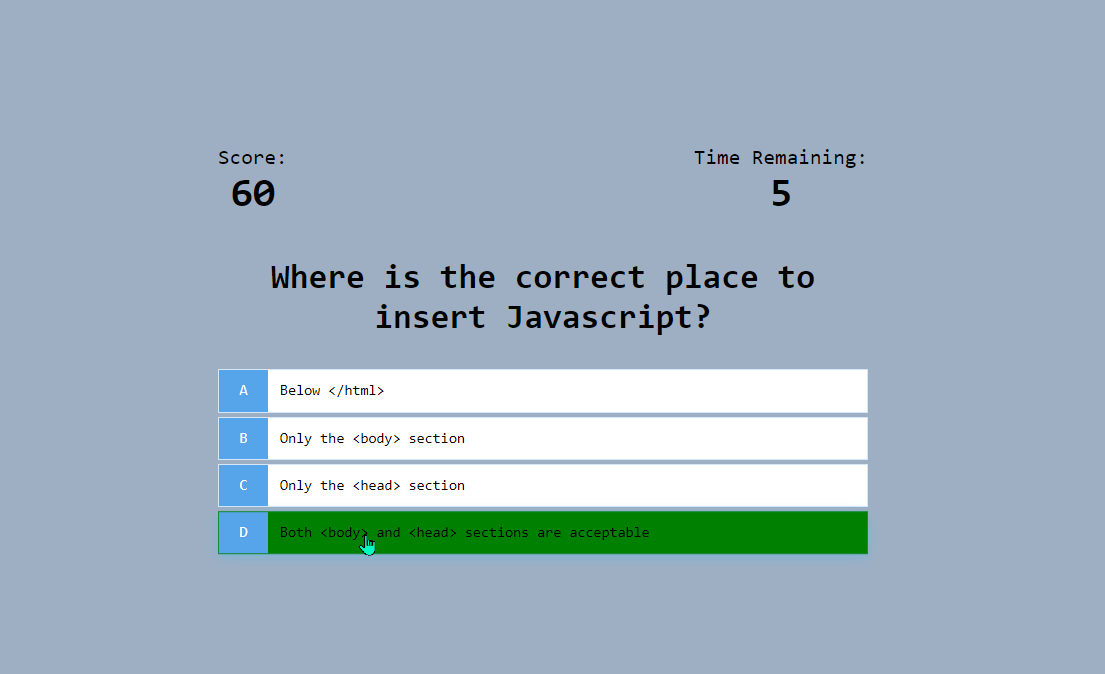 Score:
Time Remaining:
60
5
Where is the correct place to
insert Javascript?
A Below </html>
B Only the <body> section
C Only the <head> section
D Both <body> and <head> sections are acceptable